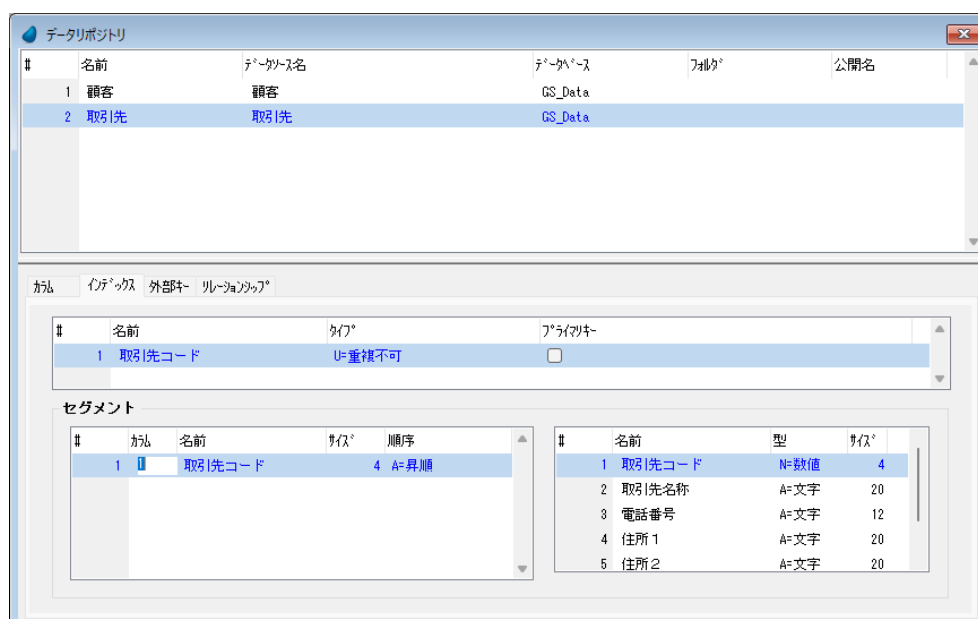 データリポジトリ
# 名前 ﾃﾞｰﾀｿｰｽ名 ﾃﾞｰﾀﾍﾞｰｽ ﾌｫﾙﾀﾞ 公開名
1 顧客 顧客 GS_Data
2 取引先 取引先 GS_Data
ｶﾗﾑ ｲﾝﾃﾞｯｸｽ 外部ｷｰ ﾘﾚｰｼｮﾝｼｯﾌﾟ
# 名前 ﾀｲﾌﾟ ﾌﾟﾗｲﾏﾘｷｰ
1 取引先コード U=重複不可
セグメント
# ｶﾗﾑ 名前 ｻｲｽﾞ 順序
1 1 取引先コード 4 A=昇順
# 名前 型 ｻｲｽﾞ
1 取引先コード N=数値 4
2 取引先名称 A=文字 20
3 電話番号 A=文字 12
4 住所１ A=文字 20
5 住所２ A=文字 20